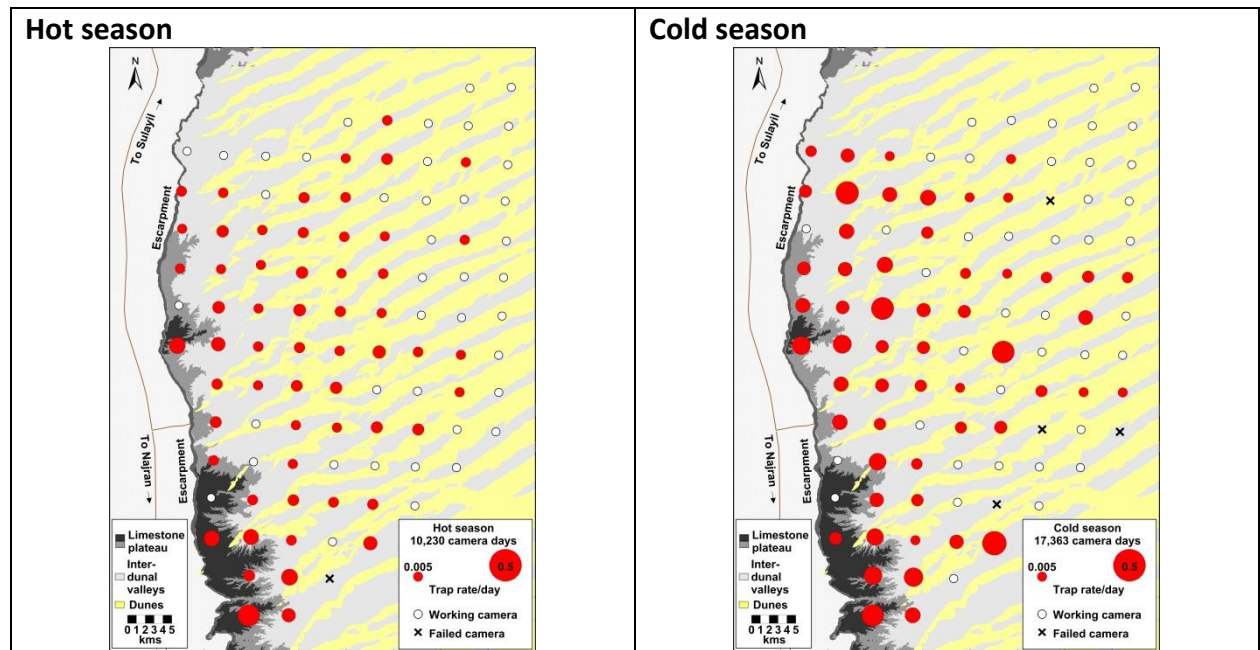 Hot season
N
To Sulayil →
Escarpment
To Najran →
Escarpment
Limestone
plateau
Inter-
dunal
valleys
Dunes
0 1 2 3 4 5
kms
Hot season
10,230 camera days
0.005
0.5
Trap rate/day
Working camera
Failed camera
Cold season
N
To Sulayil →
Escarpment
To Najran →
Escarpment
Limestone
plateau
Inter-
dunal
valleys
Dunes
0 1 2 3 4 5
kms
Cold season
17,363 camera days
0.005
0.5
Trap rate/day
Working camera
Failed camera